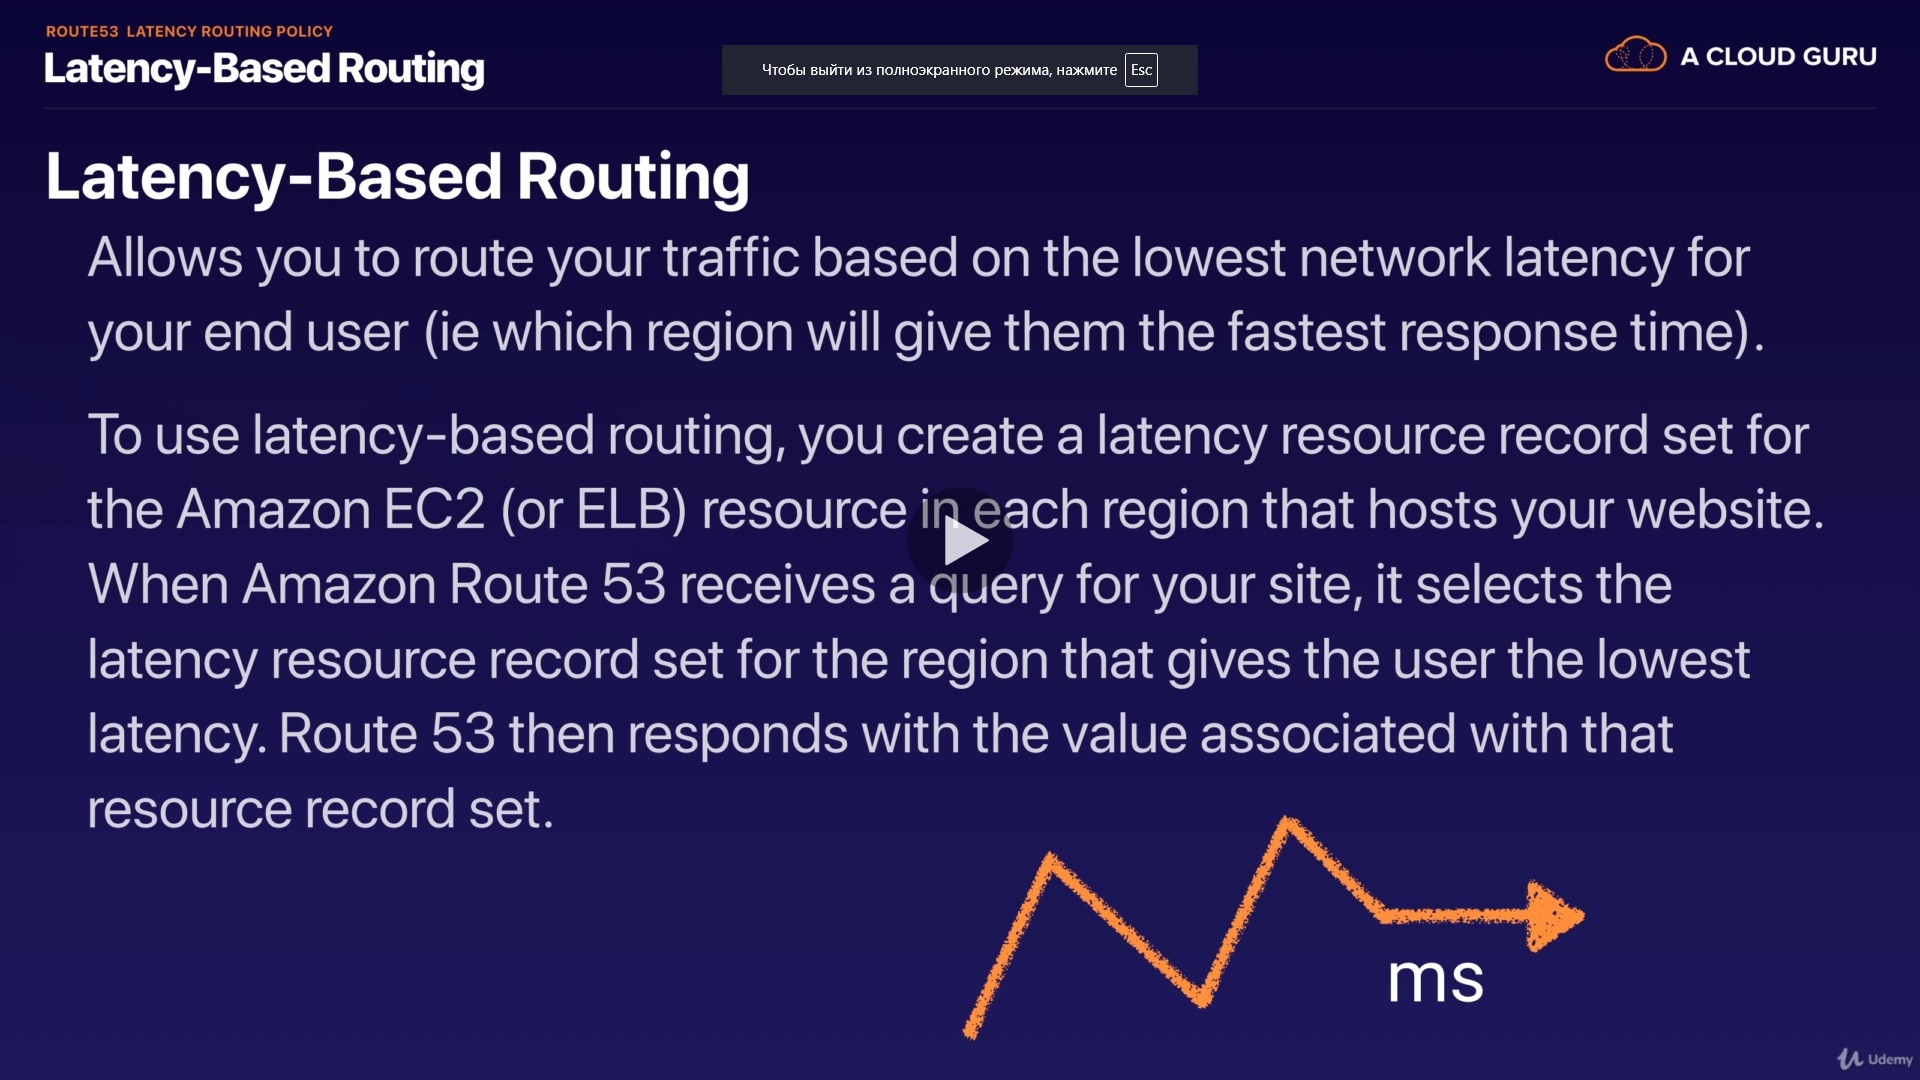 ROUTE53 LATENCY ROUTING POLICY
Latency-Based Routing
Чтобы выйти из полноэкранного режима, нажмите Esc
A CLOUD GURU
Latency-Based Routing
Allows you to route your traffic based on the lowest network latency for
your end user (ie which region will give them the fastest response time).
To use latency-based routing, you create a latency resource record set for
the Amazon EC2 (or ELB) resource in each region that hosts your website.
When Amazon Route 53 receives a query for your site, it selects the
latency resource record set for the region that gives the user the lowest
latency. Route 53 then responds with the value associated with that
resource record set.
ms
Udemy